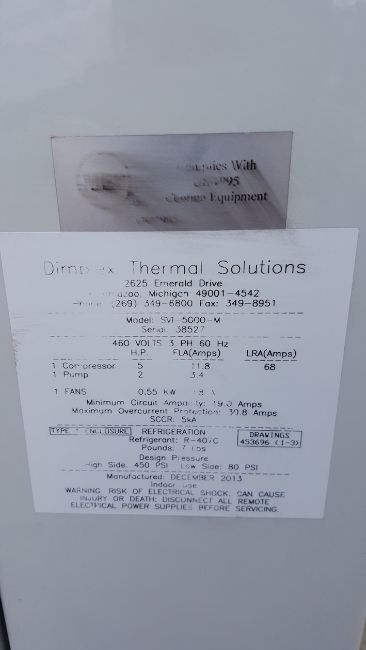 With
Equipment
Dimplex Thermal Solutions
2625 Emerald Drive
Michigan 49001-4542
Phone (269) 349-6800 Fax: 349-8951
Model: SVI-5000-M
Serial: 38527
460 VOLTS 3 PH 60 Hz
H.P. FLA(Amps) LRA(Amps)
1 Compressor 5 11.8 68
1 Pump 2 3.4
1 FANS 0.55 KW
Minimum Circuit Ampacity: 19.0 Amps
Maximum Overcurrent Protection: 30.8 Amps
SCCR: 5kA
TYPE ENCLOSURE REFRIGERATION
Refrigerant: R-407C
Pounds: 7 Lbs
DRAWINGS
453696 (1-3)
Design Pressure
High Side: 450 PSI Low Side: 80 PSI
Manufactured: DECEMBER 2013
Indoor Use
WARNING RISK OF ELECTRICAL SHOCK. CAN CAUSE
INJURY OR DEATH: DISCONNECT ALL REMOTE
ELECTRICAL POWER SUPPLIES BEFORE SERVICING.